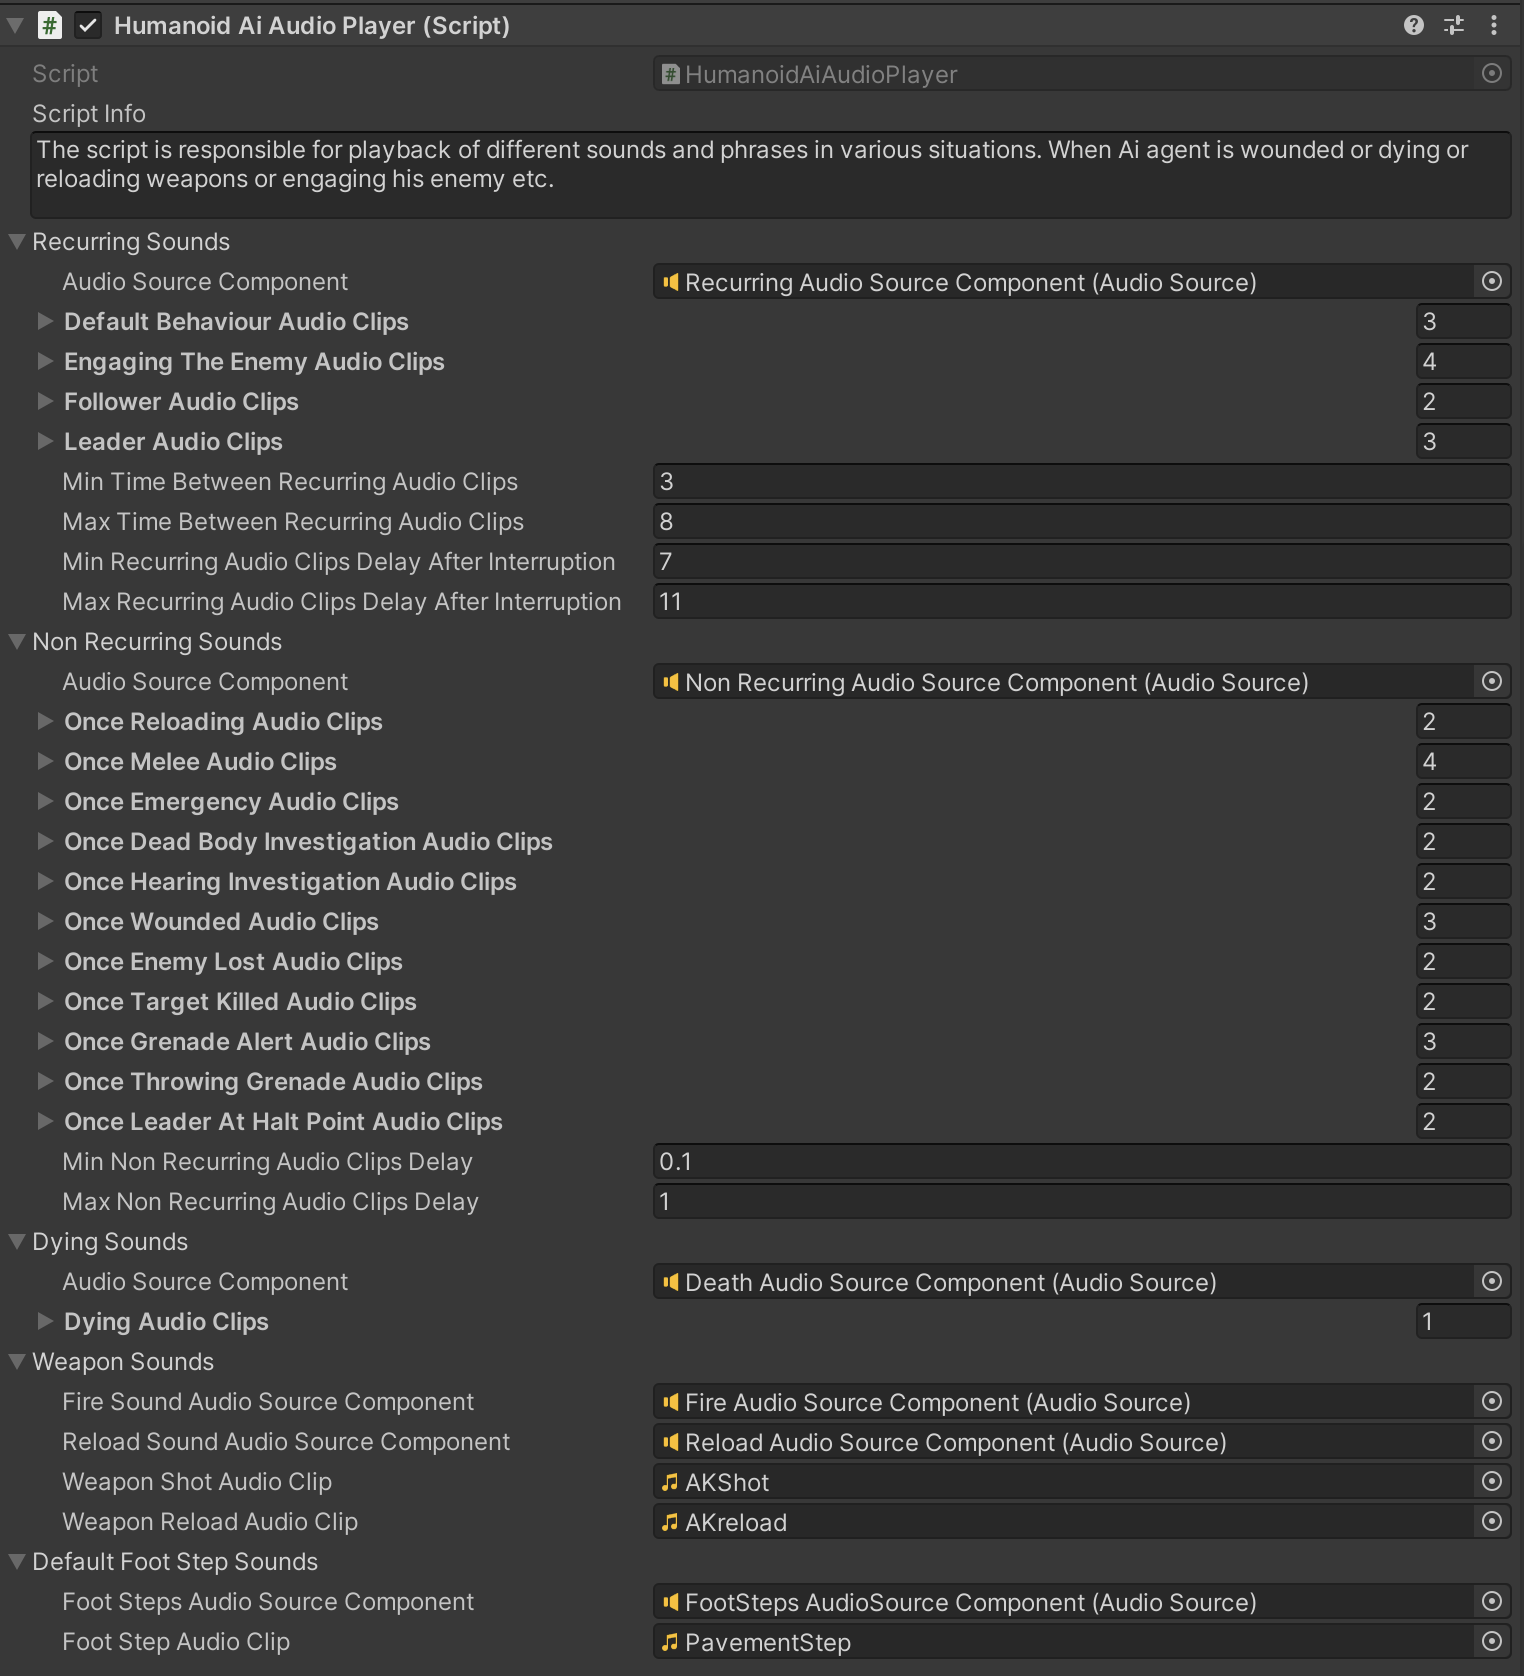 Humanoid Ai Audio Player (Script)
Script HumanoidAiAudioPlayer
Script Info
The script is responsible for playback of different sounds and phrases in various situations. When Ai agent is wounded or dying or
reloading weapons or engaging his enemy etc.
Recurring Sounds
Audio Source Component Recurring Audio Source Component (Audio Source)
Default Behaviour Audio Clips 3
Engaging The Enemy Audio Clips 4
Follower Audio Clips 2
Leader Audio Clips 3
Min Time Between Recurring Audio Clips 3
Max Time Between Recurring Audio Clips 8
Min Recurring Audio Clips Delay After Interruption 7
Max Recurring Audio Clips Delay After Interruption 11
Non Recurring Sounds
Audio Source Component Non Recurring Audio Source Component (Audio Source)
Once Reloading Audio Clips 2
Once Melee Audio Clips 4
Once Emergency Audio Clips 2
Once Dead Body Investigation Audio Clips 2
Once Hearing Investigation Audio Clips 2
Once Wounded Audio Clips 3
Once Enemy Lost Audio Clips 2
Once Target Killed Audio Clips 2
Once Grenade Alert Audio Clips 3
Once Throwing Grenade Audio Clips 2
Once Leader At Halt Point Audio Clips 2
Min Non Recurring Audio Clips Delay 0.1
Max Non Recurring Audio Clips Delay 1
Dying Sounds
Audio Source Component Death Audio Source Component (Audio Source)
Dying Audio Clips 1
Weapon Sounds
Fire Sound Audio Source Component Fire Audio Source Component (Audio Source)
Reload Sound Audio Source Component Reload Audio Source Component (Audio Source)
Weapon Shot Audio Clip AKShot
Weapon Reload Audio Clip AKreload
Default Foot Step Sounds
Foot Steps Audio Source Component FootSteps AudioSource Component (Audio Source)
Foot Step Audio Clip PavementStep